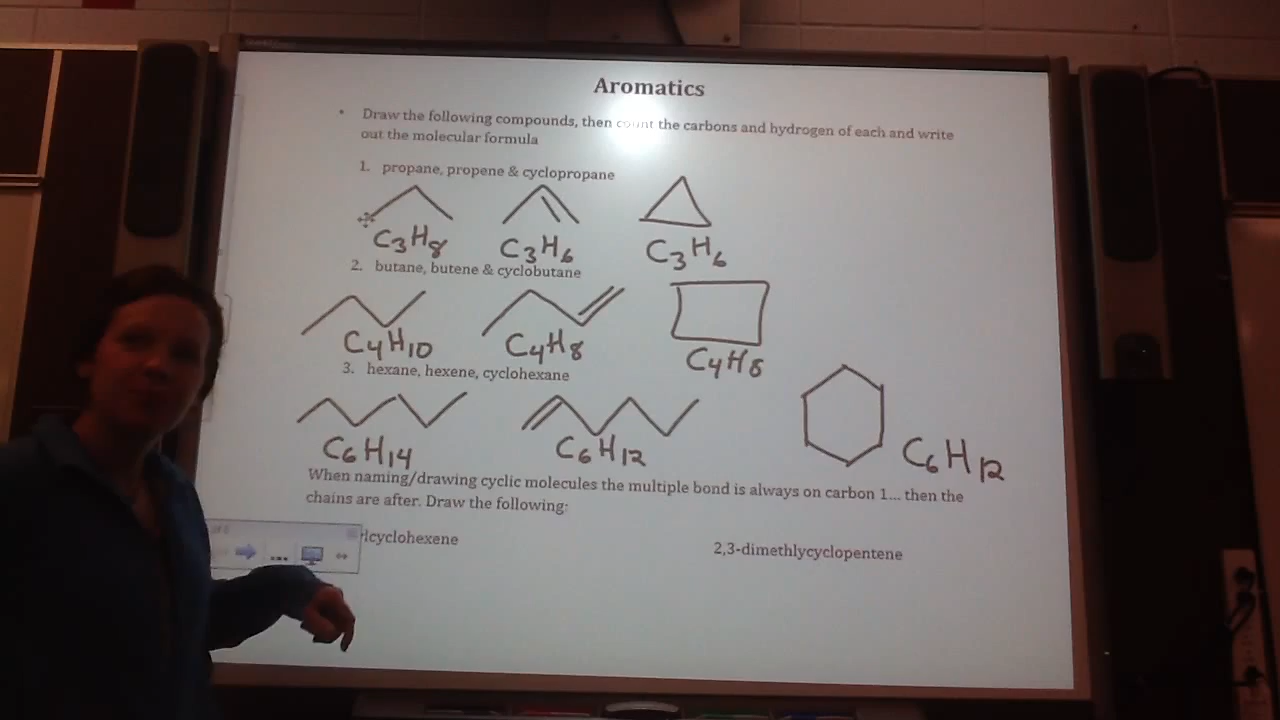 Aromatics
• Draw the following compounds, then count the carbons and hydrogen of each and write
out the molecular formula
1. propane, propene & cyclopropane
C3H8 C3H6 C3H6
2. butane, butene & cyclobutane
C4H10 C4H8 C4H8
3. hexane, hexene, cyclohexane
C6H14 C6H12 C6H12
When naming/drawing cyclic molecules the multiple bond is always on carbon 1... then the
chains are after. Draw the following:
lcyclohexene 2,3-dimethlycyclopentene